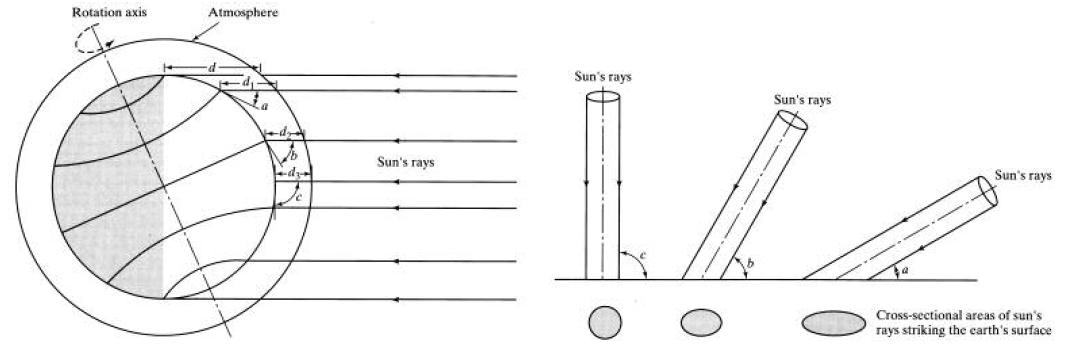 Rotation axis
Atmosphere
d
d₁
a
d₂
b
Sun's rays
d₃
c
Sun's rays
Sun's rays
Sun's rays
c
b
a
Cross-sectional areas of sun's
rays striking the earth's surface